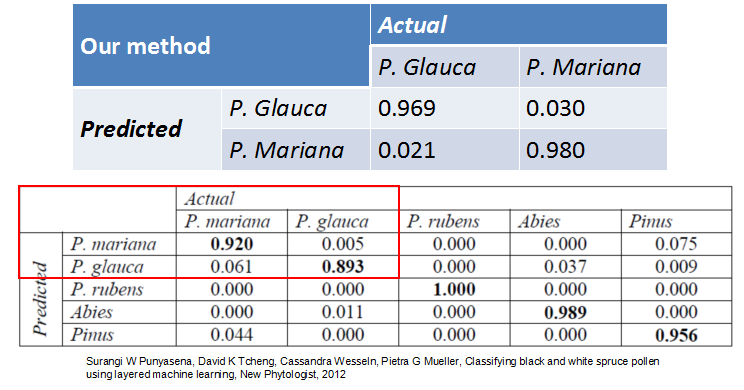 Our method Actual
P. Glauca P. Mariana
Predicted P. Glauca 0.969 0.030
P. Mariana 0.021 0.980
Actual
P. mariana P. glauca P. rubens Abies Pinus
Predicted
P. mariana 0.920 0.005 0.000 0.000 0.075
P. glauca 0.061 0.893 0.000 0.037 0.009
P. rubens 0.000 0.000 1.000 0.000 0.000
Abies 0.000 0.011 0.000 0.989 0.000
Pinus 0.044 0.000 0.000 0.000 0.956
Surangi W Punyasena, David K Tcheng, Cassandra Wesseln, Pietra G Mueller, Classifying black and white spruce pollen
using layered machine learning, New Phytologist, 2012